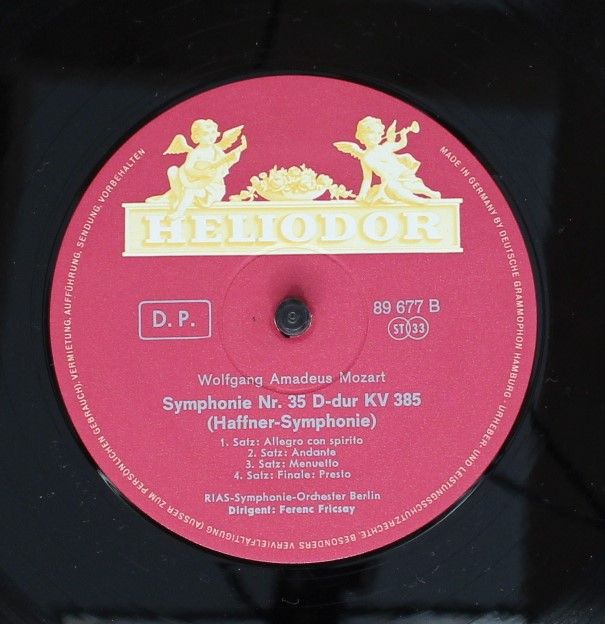 HELIODOR
D. P.
89 677 B
ST 33
Wolfgang Amadeus Mozart
Symphonie Nr. 35 D-dur KV 385
(Haffner-Symphonie)
1. Satz: Allegro con spirito
2. Satz: Andante
3. Satz: Menuetto
4. Satz: Finale: Presto
RIAS-Symphonie-Orchester Berlin
Dirigent: Ferenc Fricsay
MADE IN GERMANY BY DEUTSCHE GRAMMOPHON HAMBURG · URHEBER- UND LEISTUNGSSCHUTZRECHTE, BESONDERS VERVIELFÄLTIGUNG (AUSSER ZUM PERSÖNLICHEN GEBRAUCH), VERMIETUNG, AUFFÜHRUNG, SENDUNG, VORBEHALTEN